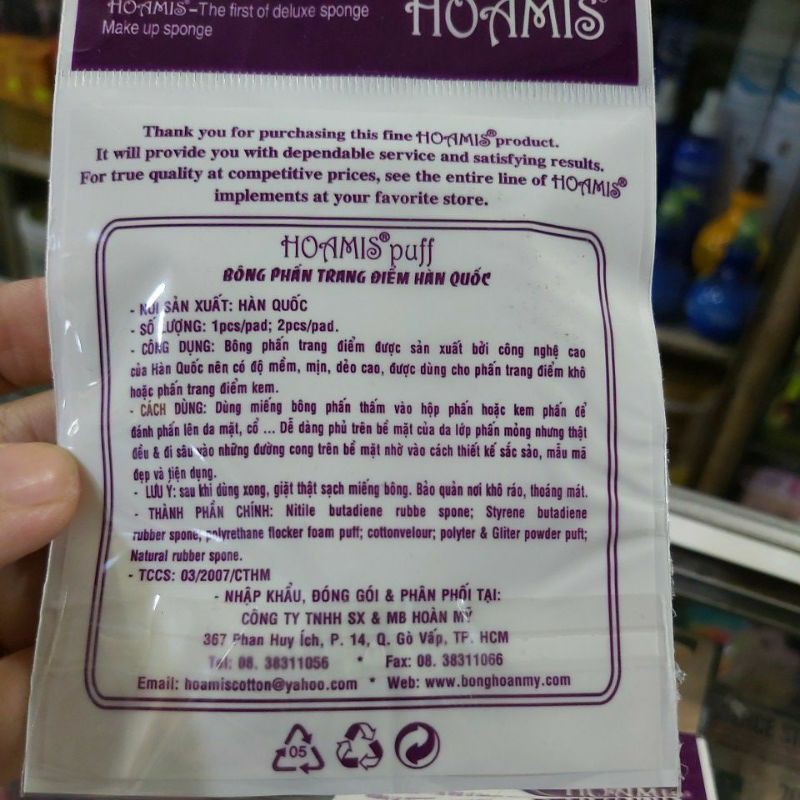 HOAMIS®-The first of deluxe sponge
Make up sponge
HOAMIS®
Thank you for purchasing this fine HOAMIS® product.
It will provide you with dependable service and satisfying results.
For true quality at competitive prices, see the entire line of HOAMIS®
implements at your favorite store.
HOAMIS® puff
BÔNG PHẤN TRANG ĐIỂM HÀN QUỐC
- NƠI SẢN XUẤT: HÀN QUỐC
- SỐ LƯỢNG: 1pcs/pad; 2pcs/pad.
- CÔNG DỤNG: Bông phấn trang điểm được sản xuất bởi công nghệ cao
của Hàn Quốc nên có độ mềm, mịn, dẻo cao, được dùng cho phấn trang điểm khô
hoặc phấn trang điểm kem.
- CÁCH DÙNG: Dùng miếng bông phấn thấm vào hộp phấn hoặc kem phấn để
đánh phấn lên da mặt, cổ ... Dễ dàng phủ trên bề mặt của da lớp phấn mỏng nhưng thật
đều & đi sâu vào những đường cong trên bề mặt nhờ vào cách thiết kế sắc sảo, mẫu mã
đẹp và tiện dụng.
- LƯU Ý: sau khi dùng xong, giặt thật sạch miếng bông. Bảo quản nơi khô ráo, thoáng mát.
- THÀNH PHẦN CHÍNH: Nitile butadiene rubbe spone; Styrene butadiene
rubber spone, polyrethane flocker foam puff; cottonvelour; polyter & Gliter powder puft;
Natural rubber spone.
- TCCS: 03/2007/CTHM
- NHẬP KHẨU, ĐÓNG GÓI & PHÂN PHỐI TẠI:
CÔNG TY TNHH SX & MB HOÀN MỸ
367 Phan Huy Ích, P. 14, Q. Gò Vấp, TP. HCM
Tel: 08. 38311056 * Fax: 08. 38311066
Email: hoamiscotton@yahoo.com * Web: www.bonghoanmy.com
05
HOAMIS